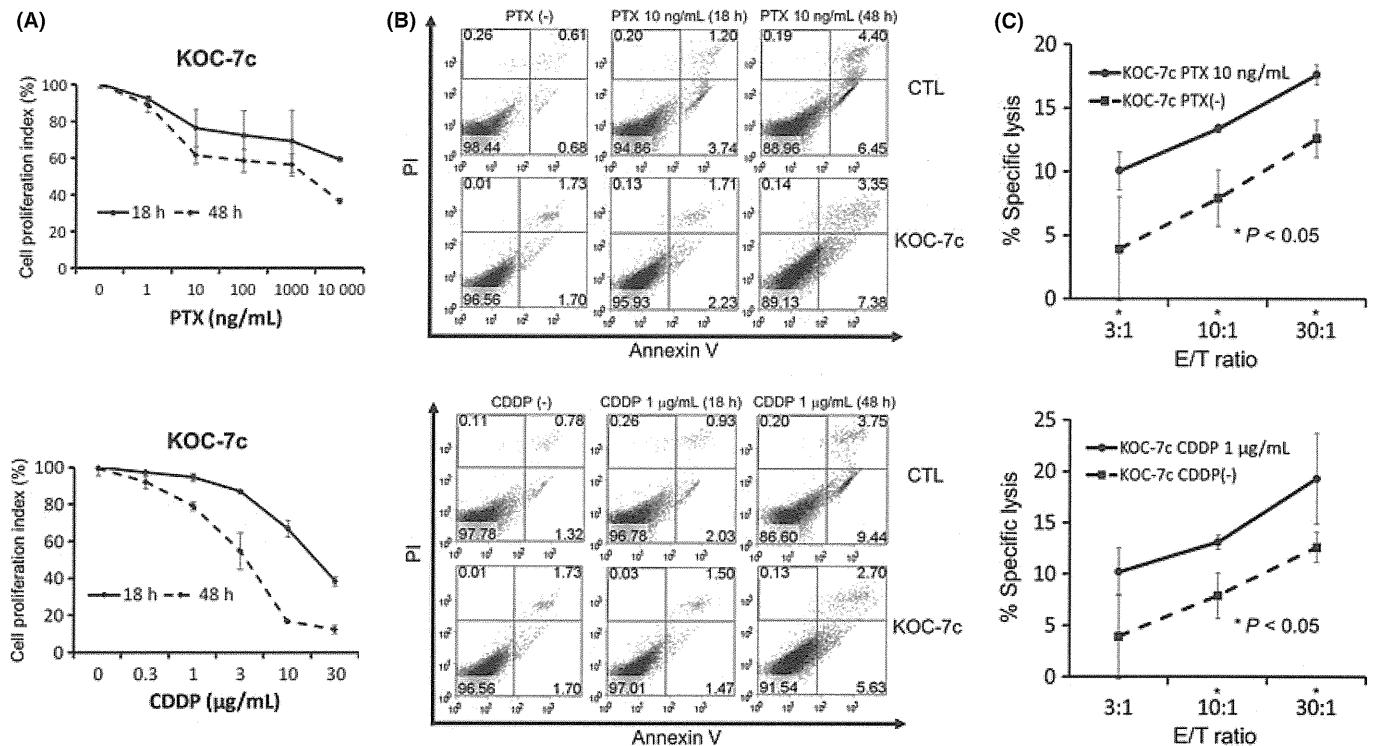 (A)
KOC-7c
Cell proliferation index (%)
100
80
60
40
20
0
18 h
48 h
0 1 10 100 1000 10 000
PTX (ng/mL)
KOC-7c
Cell proliferation index (%)
100
80
60
40
20
0
18 h
48 h
0 0.3 1 3 10 30
CDDP (µg/mL)
(B)
PTX (-) PTX 10 ng/mL (18 h) PTX 10 ng/mL (48 h)
0.26 0.61 0.20 1.20 0.19 4.40
CTL
98.44 0.68 94.86 3.74 88.96 6.45
0.01 1.73 0.13 1.71 0.14 3.35
KOC-7c
96.56 1.70 95.93 2.23 89.13 7.38
PI
Annexin V
CDDP (-) CDDP 1 µg/mL (18 h) CDDP 1 µg/mL (48 h)
0.11 0.78 0.26 0.93 0.20 3.75
CTL
97.78 1.32 96.78 2.03 86.60 9.44
0.01 1.73 0.03 1.50 0.13 2.70
KOC-7c
96.56 1.70 97.01 1.47 91.54 5.63
PI
Annexin V
(C)
% Specific lysis
20
15
10
5
0
KOC-7c PTX 10 ng/mL
KOC-7c PTX(-)
* P < 0.05
* * *
3:1 10:1 30:1
E/T ratio
% Specific lysis
25
20
15
10
5
0
KOC-7c CDDP 1 µg/mL
KOC-7c CDDP(-)
* P < 0.05
* *
3:1 10:1 30:1
E/T ratio